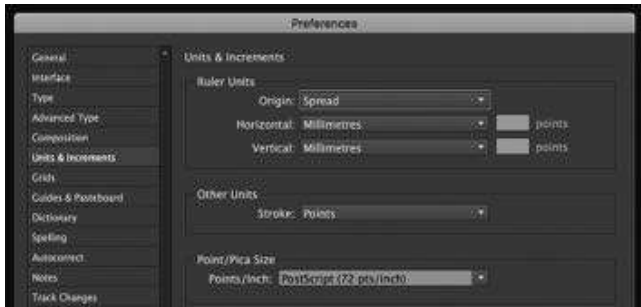 Preferences
General
Interface
Type
Advanced Type
Composition
Units & Increments
Grids
Guides & Pasteboard
Dictionary
Spelling
Autocorrect
Notes
Track Changes
Units & Increments
Ruler Units
Origin: Spread
Horizontal: Millimetres points
Vertical: Millimetres points
Other Units
Stroke: Points
Point/Pica Size
Points/Inch: PostScript (72 pts/inch)